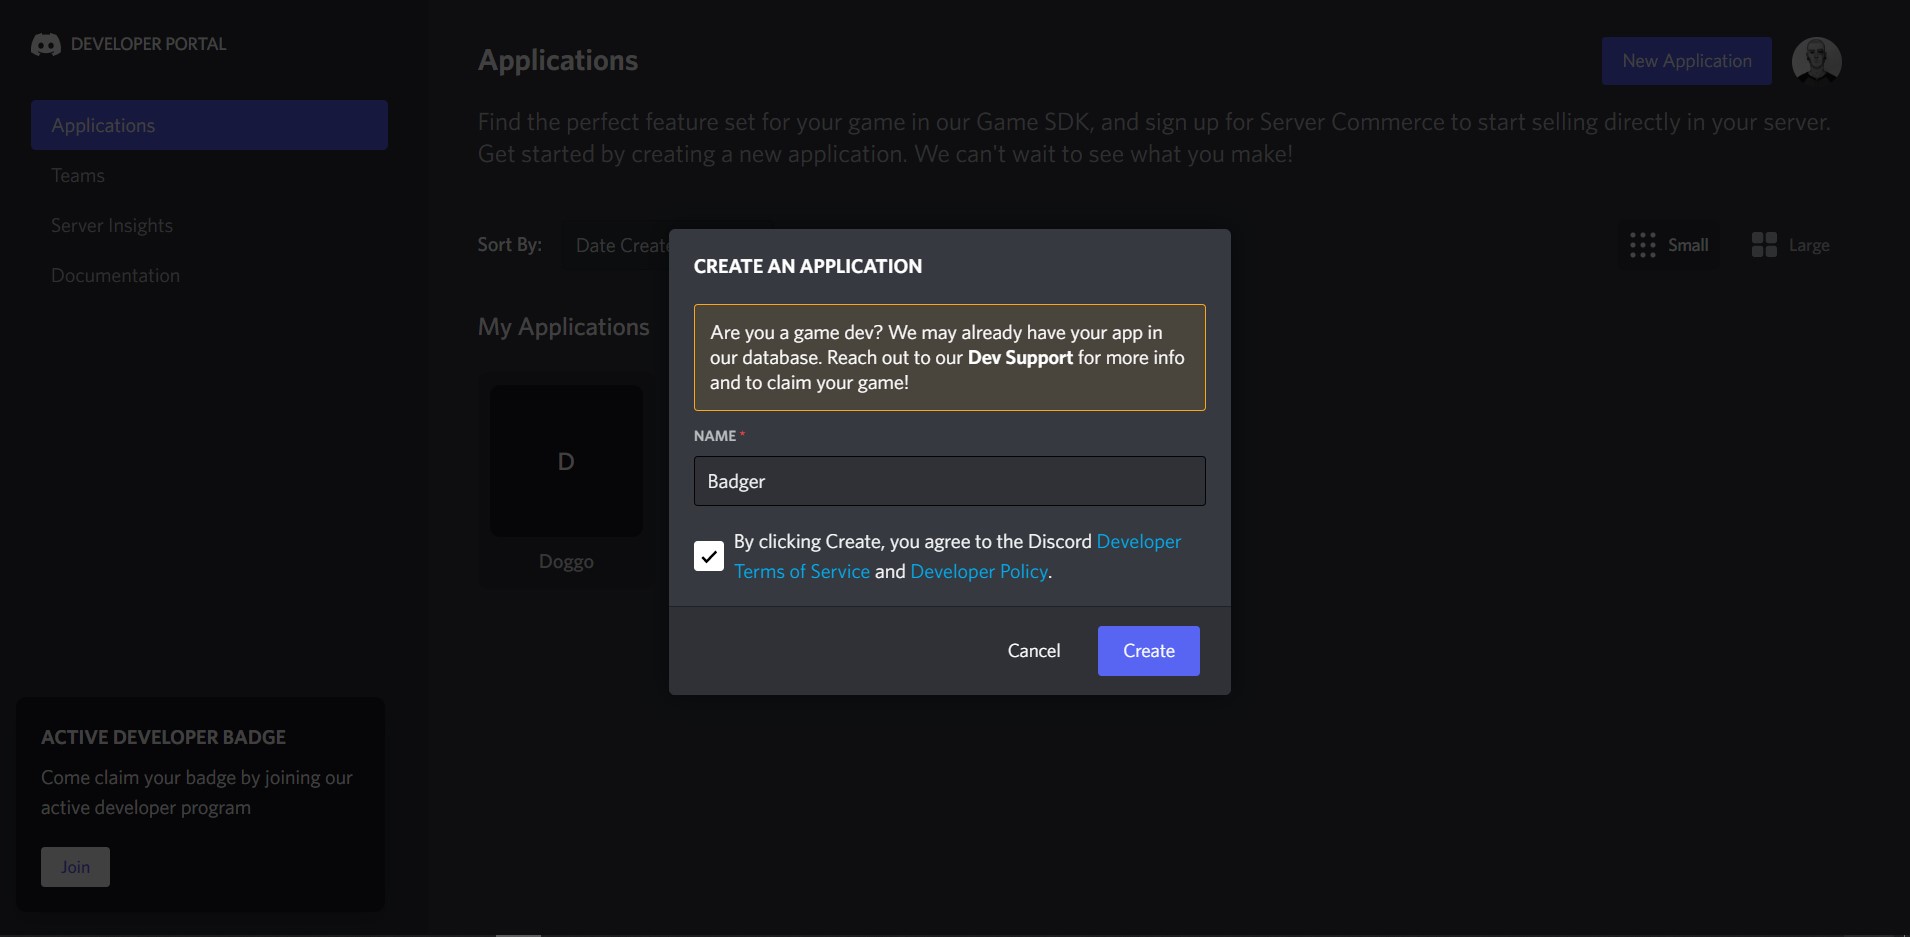 DEVELOPER PORTAL
Applications
Teams
Server Insights
Documentation
ACTIVE DEVELOPER BADGE
Come claim your badge by joining our
active developer program
Join
Applications
New Application
Find the perfect feature set for your game in our Game SDK, and sign up for Server Commerce to start selling directly in your server.
Get started by creating a new application. We can't wait to see what you make!
Sort By: Date Create
Small Large
My Applications
D
Doggo
CREATE AN APPLICATION
Are you a game dev? We may already have your app in
our database. Reach out to our Dev Support for more info
and to claim your game!
NAME *
Badger
By clicking Create, you agree to the Discord Developer
Terms of Service and Developer Policy.
Cancel Create